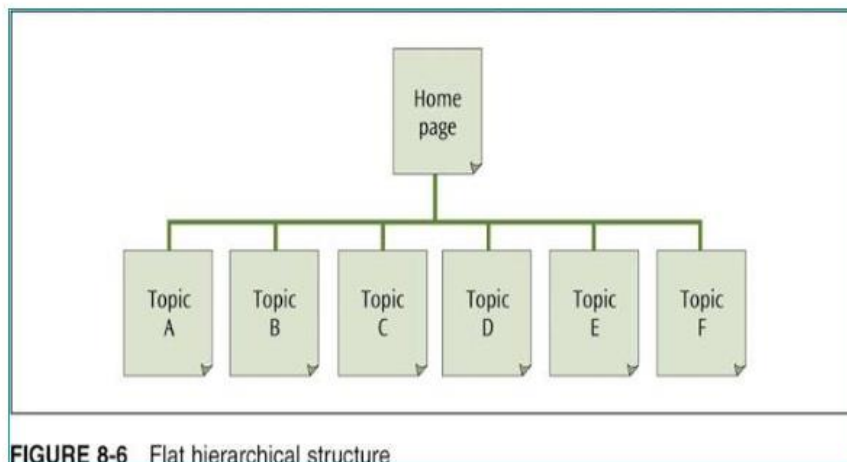 Home
page
Topic
A
Topic
B
Topic
C
Topic
D
Topic
E
Topic
F
FIGURE 8-6 Flat hierarchical structure